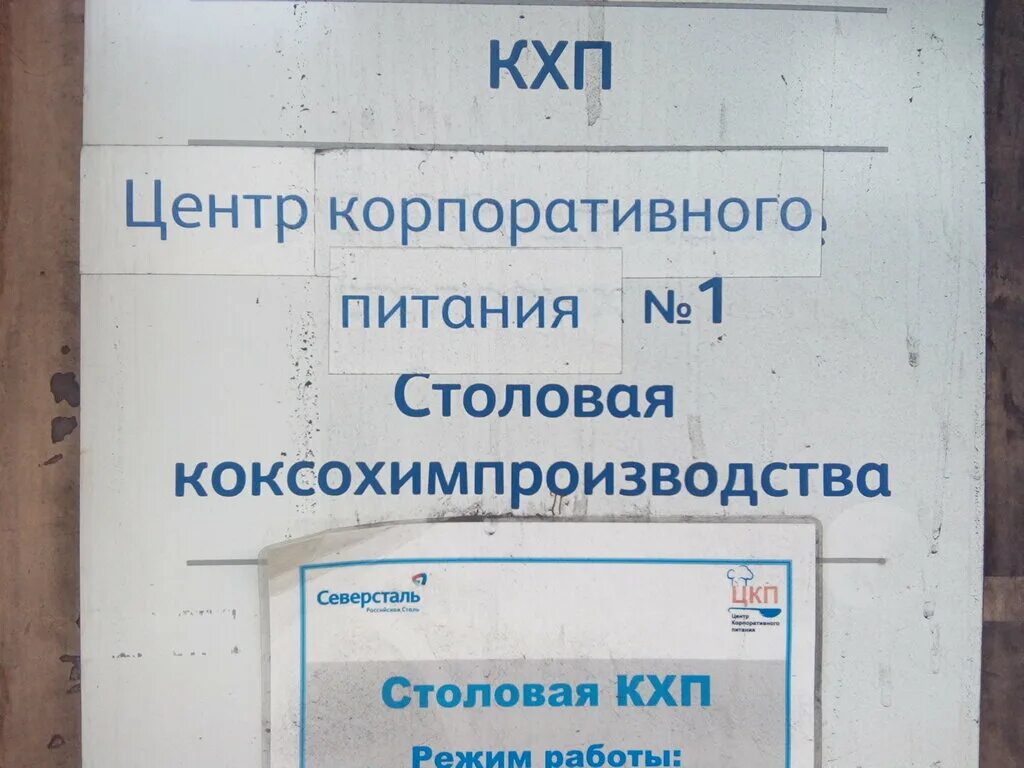 КХП
Центр корпоративного
питания №1
Столовая
коксохимпроизводства
Северсталь
Российская Сталь
ЦКП
Центр
Корпоративного
питания
Столовая КХП
Режим работы: